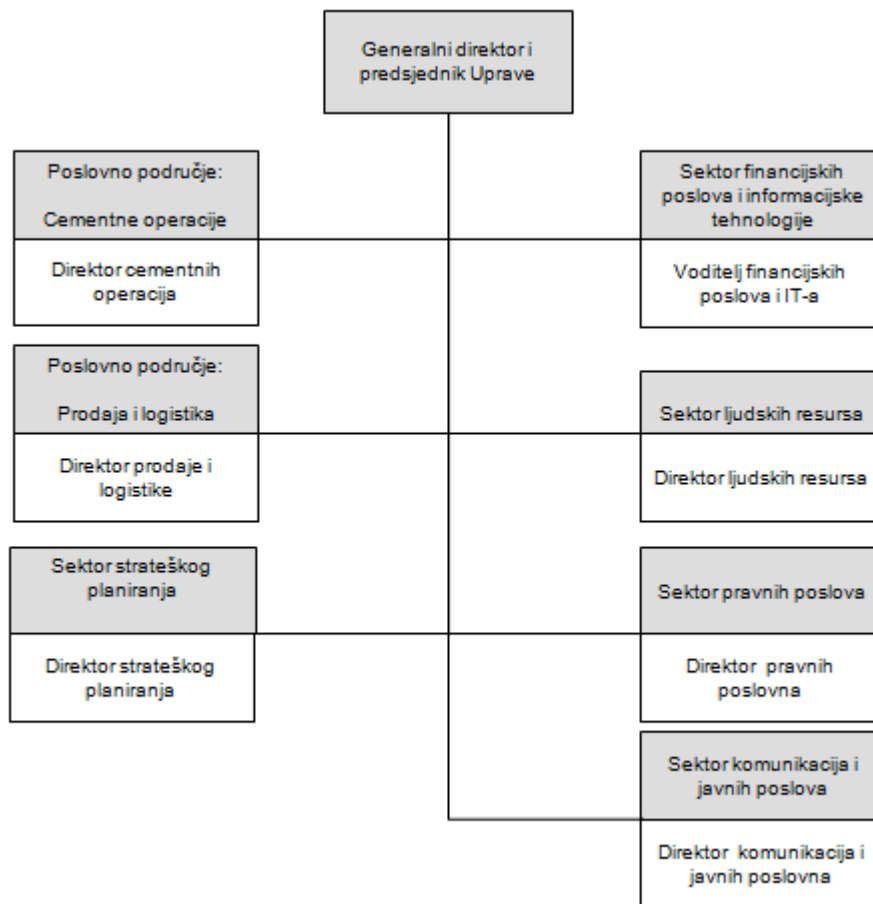 Generalni direktor i
predsjednik Uprave
Poslovno područje:
Cementne operacije
Direktor cementnih
operacija
Sektor financijskih
poslova i informacijske
tehnologije
Voditelj financijskih
poslova i IT-a
Poslovno područje:
Prodaja i logistika
Direktor prodaje i
logistike
Sektor ljudskih resursa
Direktor ljudskih resursa
Sektor strateškog
planiranja
Direktor strateškog
planiranja
Sektor pravnih poslova
Direktor pravnih
poslovna
Sektor komunikacija i
javnih poslova
Direktor komunikacija i
javnih poslovna